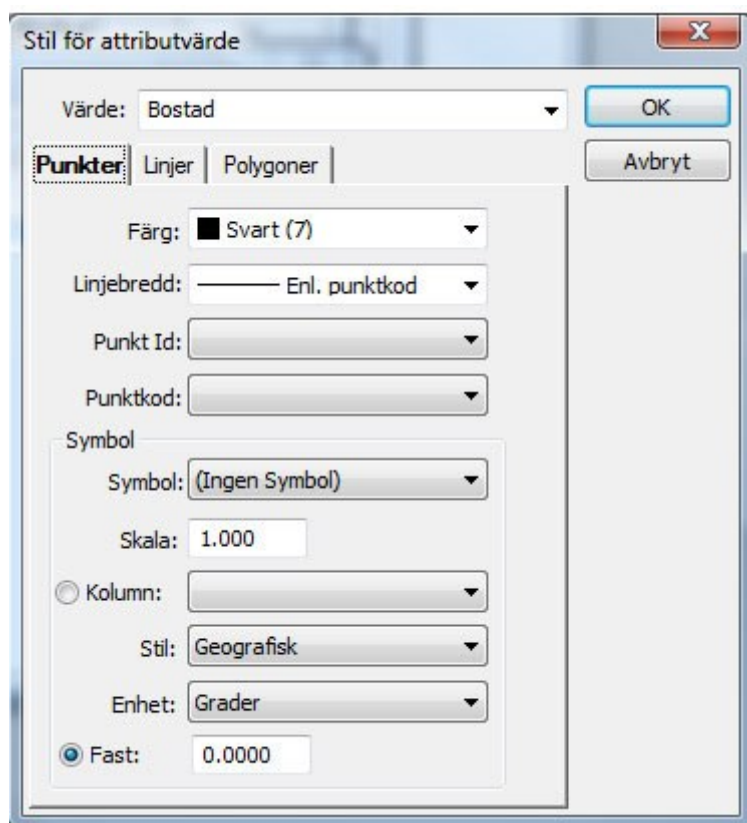 Stil för attributvärde
Värde: Bostad
OK
Avbryt
Punkter Linjer Polygoner
Färg: Svart (7)
Linjebredd: Enl. punktkod
Punkt Id:
Punktkod:
Symbol
Symbol: (Ingen Symbol)
Skala: 1.000
Kolumn:
Stil: Geografisk
Enhet: Grader
Fast: 0.0000